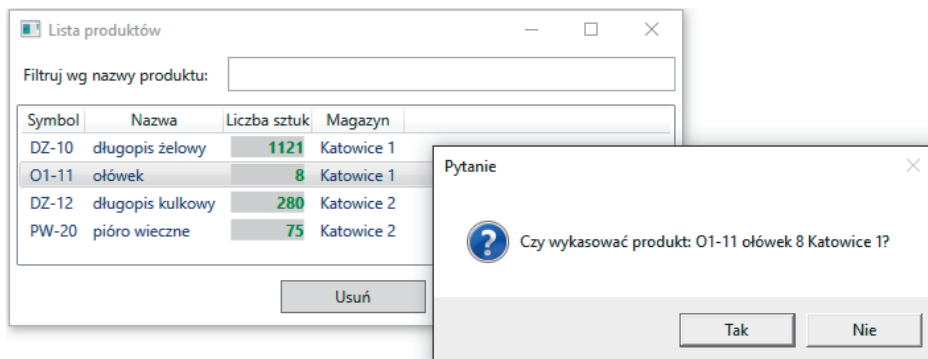 Lista produktów
Filtruj wg nazwy produktu:
Symbol Nazwa Liczba sztuk Magazyn
DZ-10 długopis żelowy 1121 Katowice 1
O1-11 ołówek 8 Katowice 1
DZ-12 długopis kulkowy 280 Katowice 2
PW-20 pióro wieczne 75 Katowice 2
Usuń
Pytanie
Czy wykasować produkt: O1-11 ołówek 8 Katowice 1?
Tak Nie